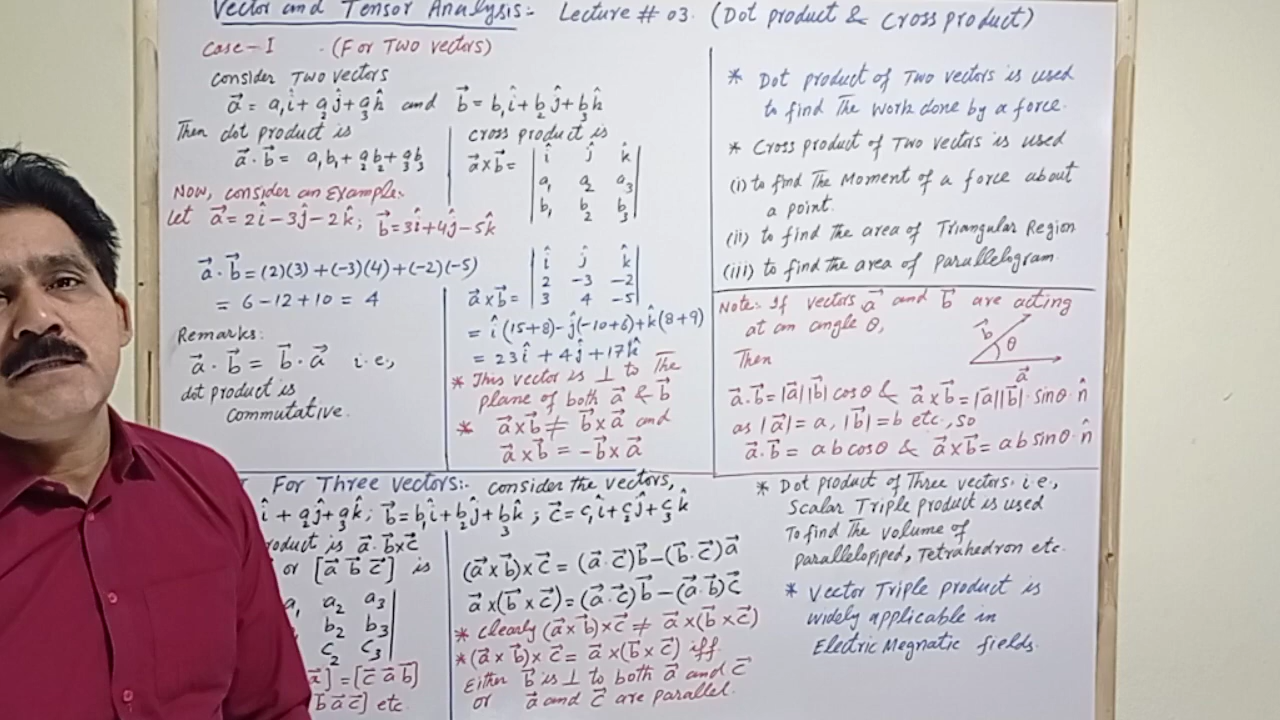 Vector and Tensor Analysis:- Lecture # 03. (Dot product & Cross product)
Case-I (For Two vectors)
Consider Two vectors
a⃗ = a₁î + a₂ĵ + a₃k̂ and b⃗ = b₁î + b₂ĵ + b₃k̂
Then dot product is
a⃗ . b⃗ = a₁b₁ + a₂b₂ + a₃b₃
Now, consider an Example.
Let a⃗ = 2î - 3ĵ - 2k̂ ; b⃗ = 3î + 4ĵ - 5k̂
a⃗ . b⃗ = (2)(3) + (-3)(4) + (-2)(-5)
= 6 - 12 + 10 = 4
Remarks:
a⃗ . b⃗ = b⃗ . a⃗ i.e.,
dot product is
commutative.
cross product is
a⃗ x b⃗ = | î ĵ k̂ |
| a₁ a₂ a₃ |
| b₁ b₂ b₃ |
a⃗ x b⃗ = | î ĵ k̂ |
| 2 -3 -2 |
| 3 4 -5 |
= î(15+8) - ĵ(-10+6) + k̂(8+9)
= 23î + 4ĵ + 17k̂
* This vector is ⊥ to The
plane of both a⃗ & b⃗
* a⃗ x b⃗ ≠ b⃗ x a⃗ and
a⃗ x b⃗ = -b⃗ x a⃗
* Dot product of Two vectors is used
to find The work done by a force.
* Cross product of Two vectors is used
(i) to find The Moment of a force about
a point.
(ii) to find the area of Triangular Region
(iii) to find the area of Parallelogram.
Note:- If vectors a⃗ and b⃗ are acting
at an angle θ,
b⃗
θ
a⃗
Then
a⃗ . b⃗ = |a⃗||b⃗| cosθ & a⃗ x b⃗ = |a⃗||b⃗| . sinθ . n̂
as |a⃗| = a, |b⃗| = b etc., so
a⃗ . b⃗ = ab cosθ & a⃗ x b⃗ = ab sinθ . n̂
For Three Vectors:- consider the vectors,
î + a₂ĵ + a₃k̂ ; b⃗ = b₁î + b₂ĵ + b₃k̂ ; c⃗ = c₁î + c₂ĵ + c₃k̂
is a⃗ . b⃗ x c⃗
or [a⃗ b⃗ c⃗] is
a₁ a₂ a₃ |
b₂ b₃ |
c₂ c₃ |
a⃗] = [c⃗ a⃗ b⃗]
b⃗ a⃗ c⃗] etc.
(a⃗ x b⃗) x c⃗ = (a⃗ . c⃗)b⃗ - (b⃗ . c⃗)a⃗
a⃗ x (b⃗ x c⃗) = (a⃗ . c⃗)b⃗ - (a⃗ . b⃗)c⃗
* Clearly (a⃗ x b⃗) x c⃗ ≠ a⃗ x (b⃗ x c⃗)
* (a⃗ x b⃗) x c⃗ = a⃗ x (b⃗ x c⃗) iff
Either b⃗ is ⊥ to both a⃗ and c⃗
or a⃗ and c⃗ are parallel.
* Dot product of Three vectors. i.e.,
Scalar Triple product is used
To find The volume of
Parallelopiped, Tetrahedron etc.
* Vector Triple product is
widely applicable in
Electric Megnatic fields.